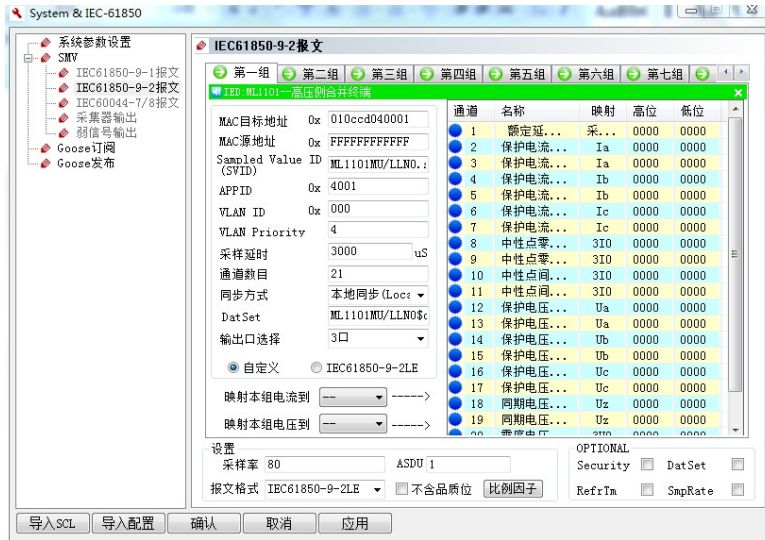 System & IEC-61850
系统参数设置
SMV
IEC61850-9-1报文
IEC61850-9-2报文
IEC60044-7/8报文
采集器输出
弱信号输出
Goose订阅
Goose发布
IEC61850-9-2报文
第一组 第二组 第三组 第四组 第五组 第六组 第七组
IED:ML1101--高压侧合并终端
MAC目标地址 0x 010ccd040001
MAC源地址 0x FFFFFFFFFFFF
Sampled Value ID (SVID) ML1101MU/LLN0.
APPID 0x 4001
VLAN ID 0x 000
VLAN Priority 4
采样延时 3000 uS
通道数目 21
同步方式 本地同步(Loca
DatSet ML1101MU/LLN0$c
输出口选择 3口
自定义 IEC61850-9-2LE
映射本组电流到 -- ----->
映射本组电压到 -- ----->
通道 名称 映射 高位 低位
1 额定延... 采... 0000 0000
2 保护电流... Ia 0000 0000
3 保护电流... Ia 0000 0000
4 保护电流... Ib 0000 0000
5 保护电流... Ib 0000 0000
6 保护电流... Ic 0000 0000
7 保护电流... Ic 0000 0000
8 中性点零... 3I0 0000 0000
9 中性点零... 3I0 0000 0000
10 中性点间... 3I0 0000 0000
11 中性点间... 3I0 0000 0000
12 保护电压... Ua 0000 0000
13 保护电压... Ua 0000 0000
14 保护电压... Ub 0000 0000
15 保护电压... Ub 0000 0000
16 保护电压... Uc 0000 0000
17 保护电压... Uc 0000 0000
18 同期电压... Uz 0000 0000
19 同期电压... Uz 0000 0000
设置
采样率 80 ASDU 1
报文格式 IEC61850-9-2LE 不含品质位 比例因子
OPTIONAL
Security DatSet
RefrTm SmpRate
导入SCL 导入配置 确认 取消 应用